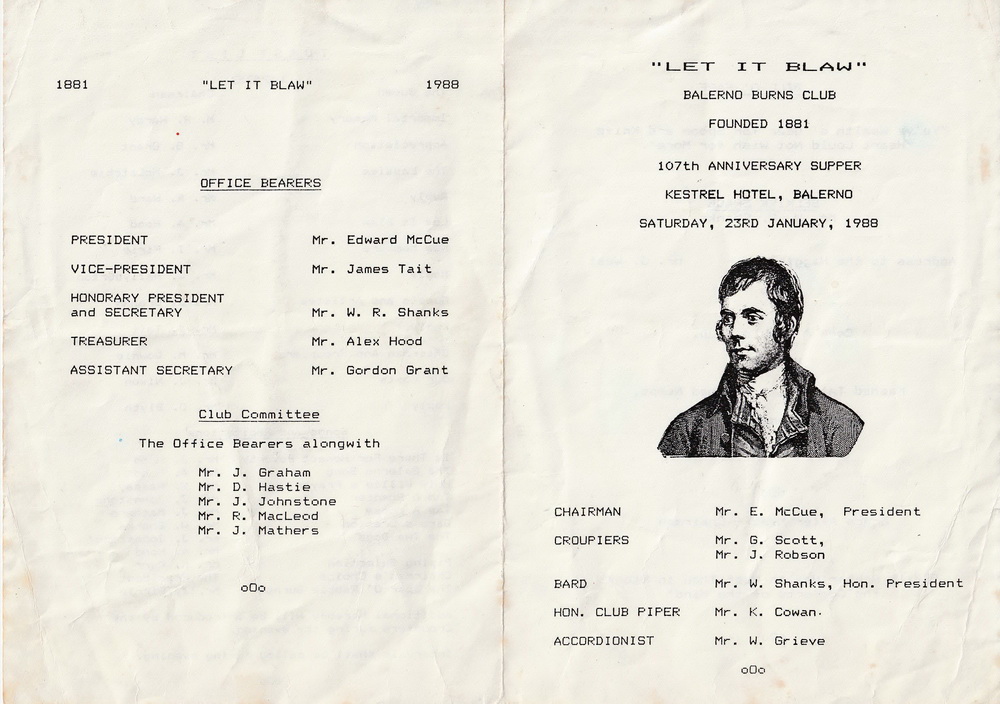 1881 "LET IT BLAW" 1988
OFFICE BEARERS
PRESIDENT Mr. Edward McCue
VICE-PRESIDENT Mr. James Tait
HONORARY PRESIDENT
and SECRETARY Mr. W. R. Shanks
TREASURER Mr. Alex Hood
ASSISTANT SECRETARY Mr. Gordon Grant
Club Committee
The Office Bearers alongwith
Mr. J. Graham
Mr. D. Hastie
Mr. J. Johnstone
Mr. R. MacLeod
Mr. J. Mathers
oOo
"LET IT BLAW"
BALERNO BURNS CLUB
FOUNDED 1881
107th ANNIVERSARY SUPPER
KESTREL HOTEL, BALERNO
SATURDAY, 23RD JANUARY, 1988
CHAIRMAN Mr. E. McCue, President
CROUPIERS Mr. G. Scott,
Mr. J. Robson
BARD Mr. W. Shanks, Hon. President
HON. CLUB PIPER Mr. K. Cowan.
ACCORDIONIST Mr. W. Grieve
oOo